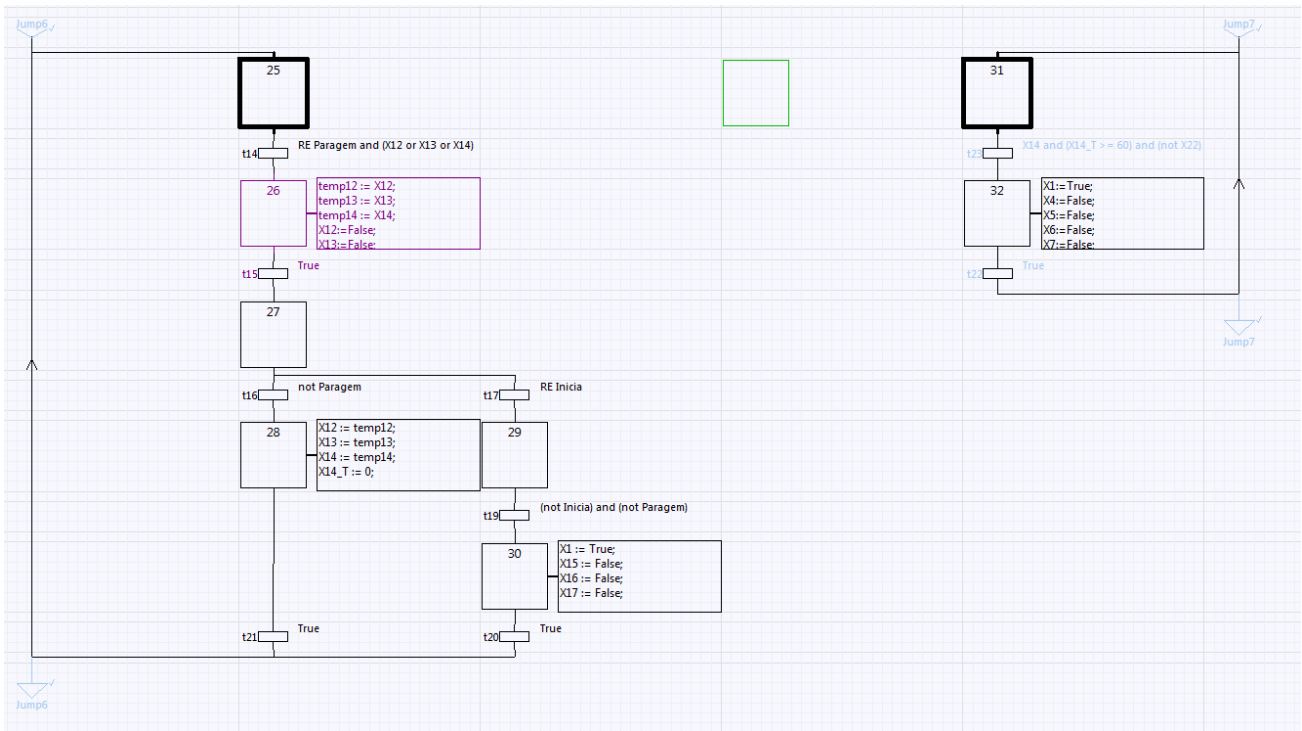 Jump6
Jump7
25
31
t14
RE Paragem and (X12 or X13 or X14)
t23
X14 and (X14_T > = 60) and (not X22)
26
temp12 := X12;
temp13 := X13;
temp14 := X14;
X12:=False;
X13:=False;
32
X1:=True;
X4:=False;
X5:=False;
X6:=False;
X7:=False;
t15
True
t22
True
27
Jump7
t16
not Paragem
t17
RE Inicia
28
X12 := temp12;
X13 := temp13;
X14 := temp14;
X14_T := 0;
29
t19
(not Inicia) and (not Paragem)
30
X1 := True;
X15 := False;
X16 := False;
X17 := False;
t21
True
t20
True
Jump6